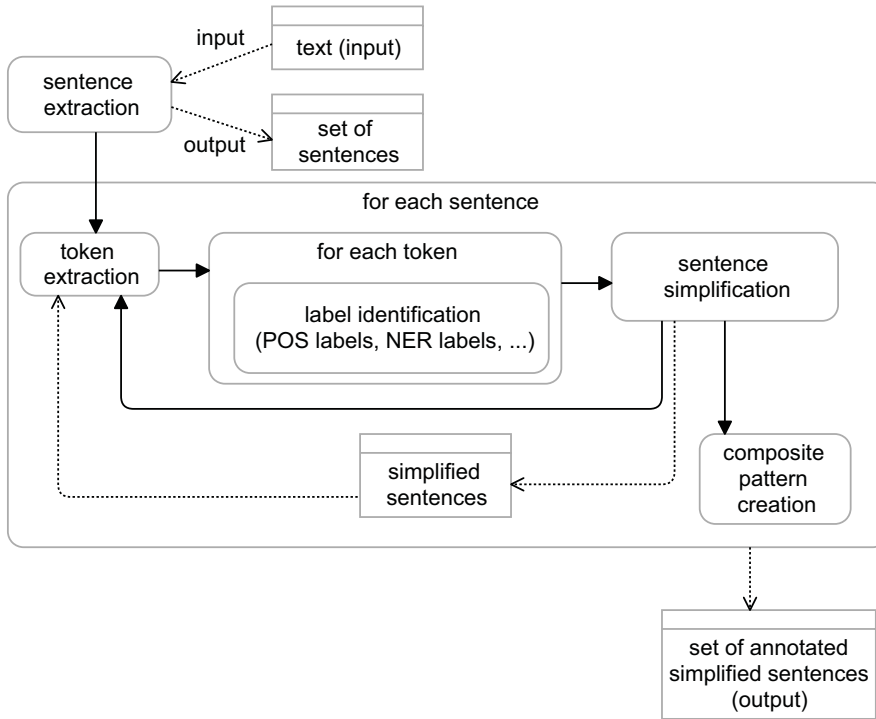 input
text (input)
sentence
extraction
output
set of
sentences
for each sentence
token
extraction
for each token
label identification
(POS labels, NER labels, ...)
sentence
simplification
simplified
sentences
composite
pattern
creation
set of annotated
simplified sentences
(output)